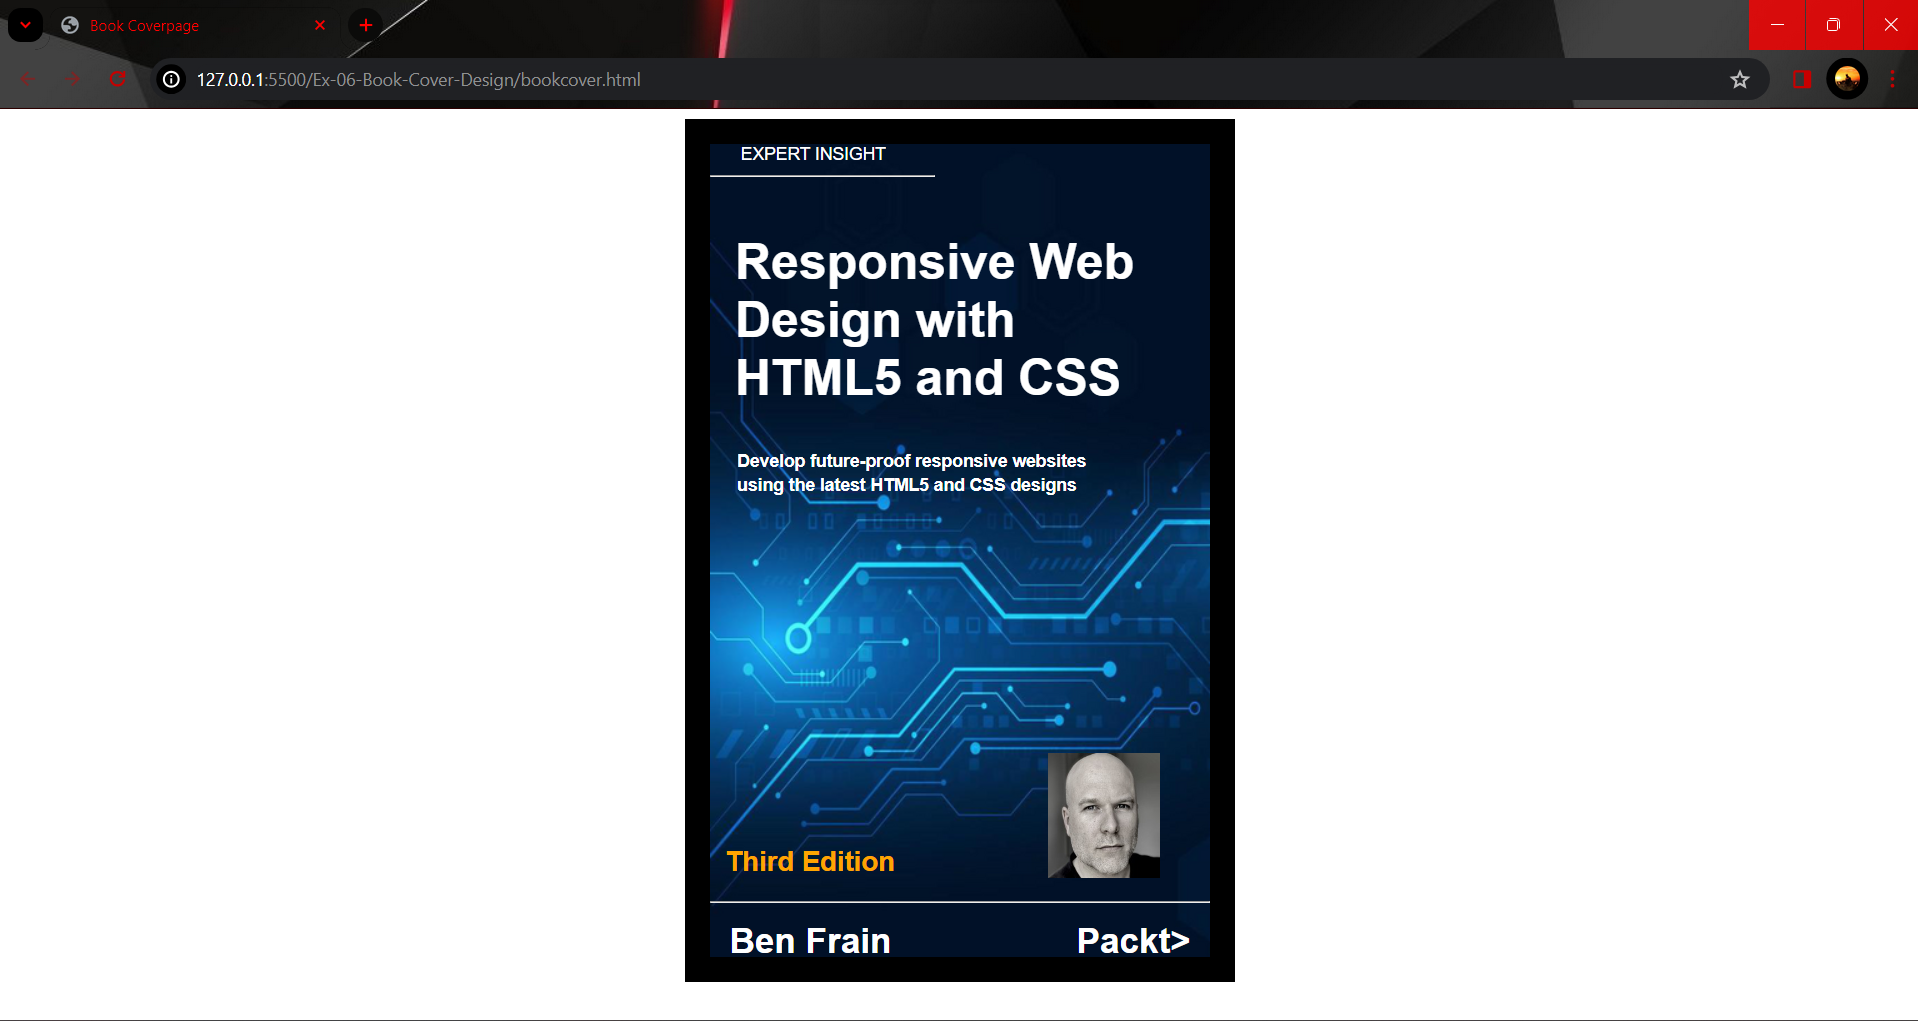 Book Coverpage
127.0.0.1:5500/Ex-06-Book-Cover-Design/bookcover.html
EXPERT INSIGHT
Responsive Web
Design with
HTML5 and CSS
Develop future-proof responsive websites
using the latest HTML5 and CSS designs
Third Edition
Ben Frain
Packt>